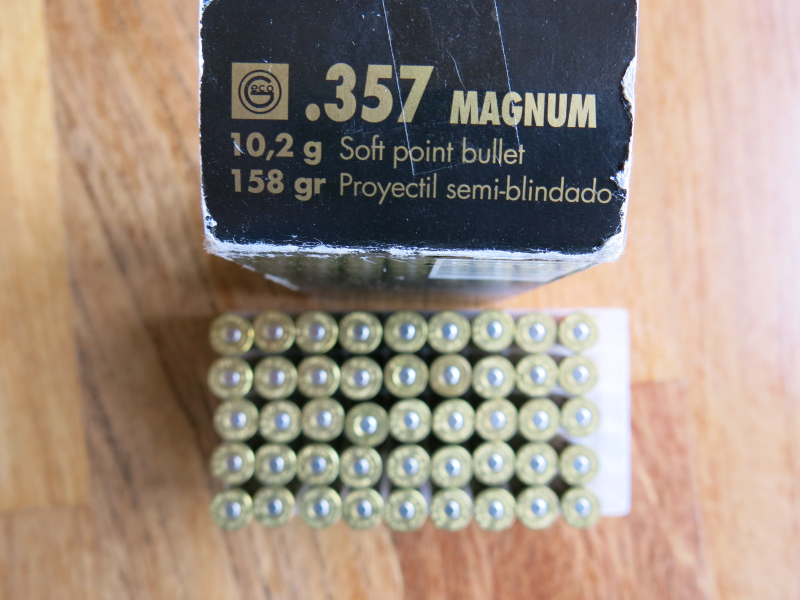 Geco
.357 MAGNUM
10,2 g Soft point bullet
158 gr Proyectil semi-blindado